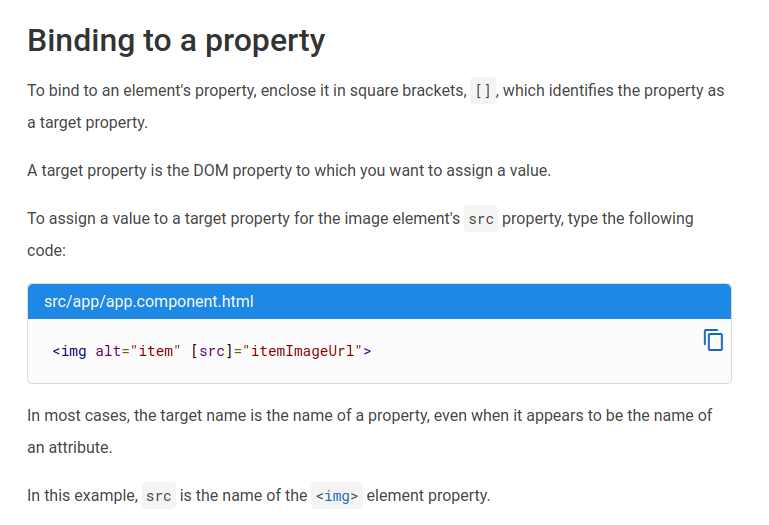 Binding to a property
To bind to an element's property, enclose it in square brackets, [], which identifies the property as
a target property.
A target property is the DOM property to which you want to assign a value.
To assign a value to a target property for the image element's src property, type the following
code:
src/app/app.component.html
<img alt="item" [src]="itemImageUrl">
In most cases, the target name is the name of a property, even when it appears to be the name of
an attribute.
In this example, src is the name of the <img> element property.